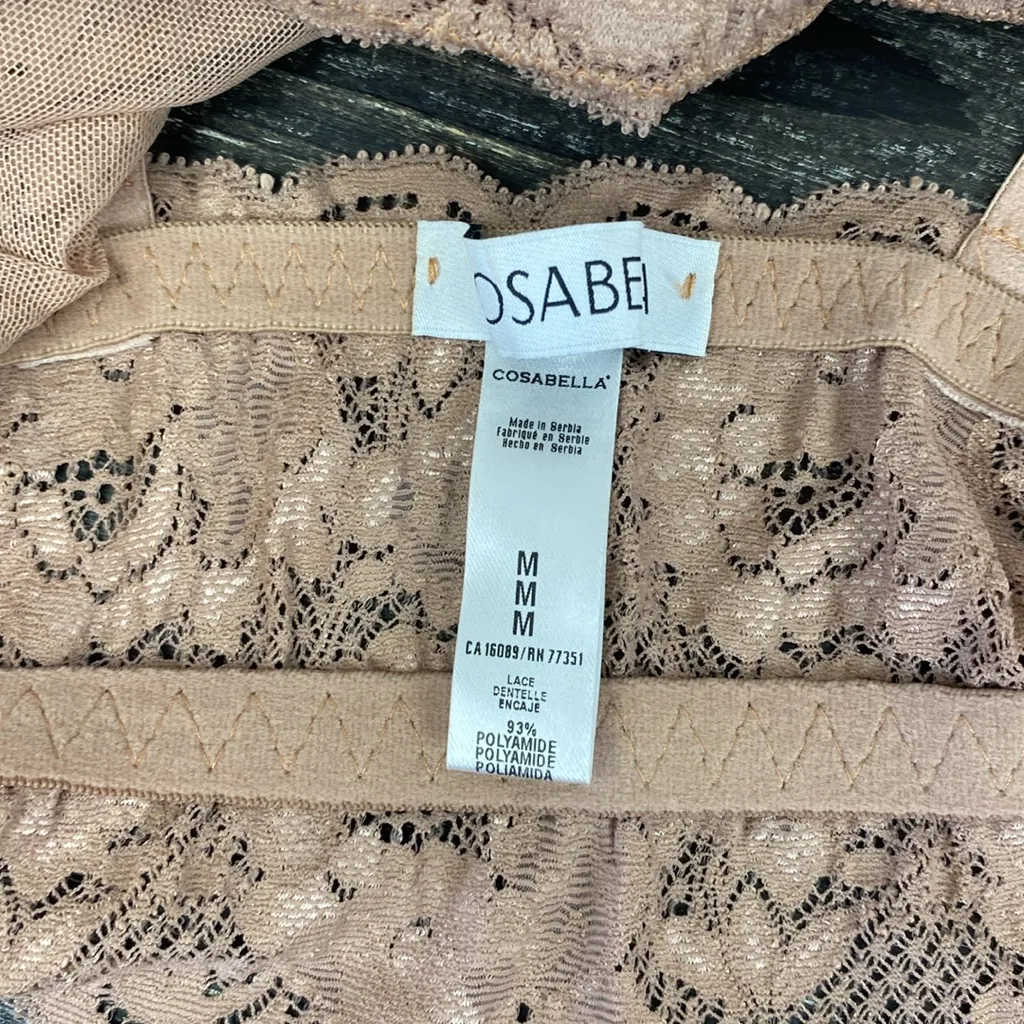 OSABE
COSABELLA®
Made in Serbia
Fabriqué en Serbie
Hecho en Serbia
M
M
M
CA 16089/RN 77351
LACE
DENTELLE
ENCAJE
93%
POLYAMIDE
POLYAMIDE
POLIAMIDA